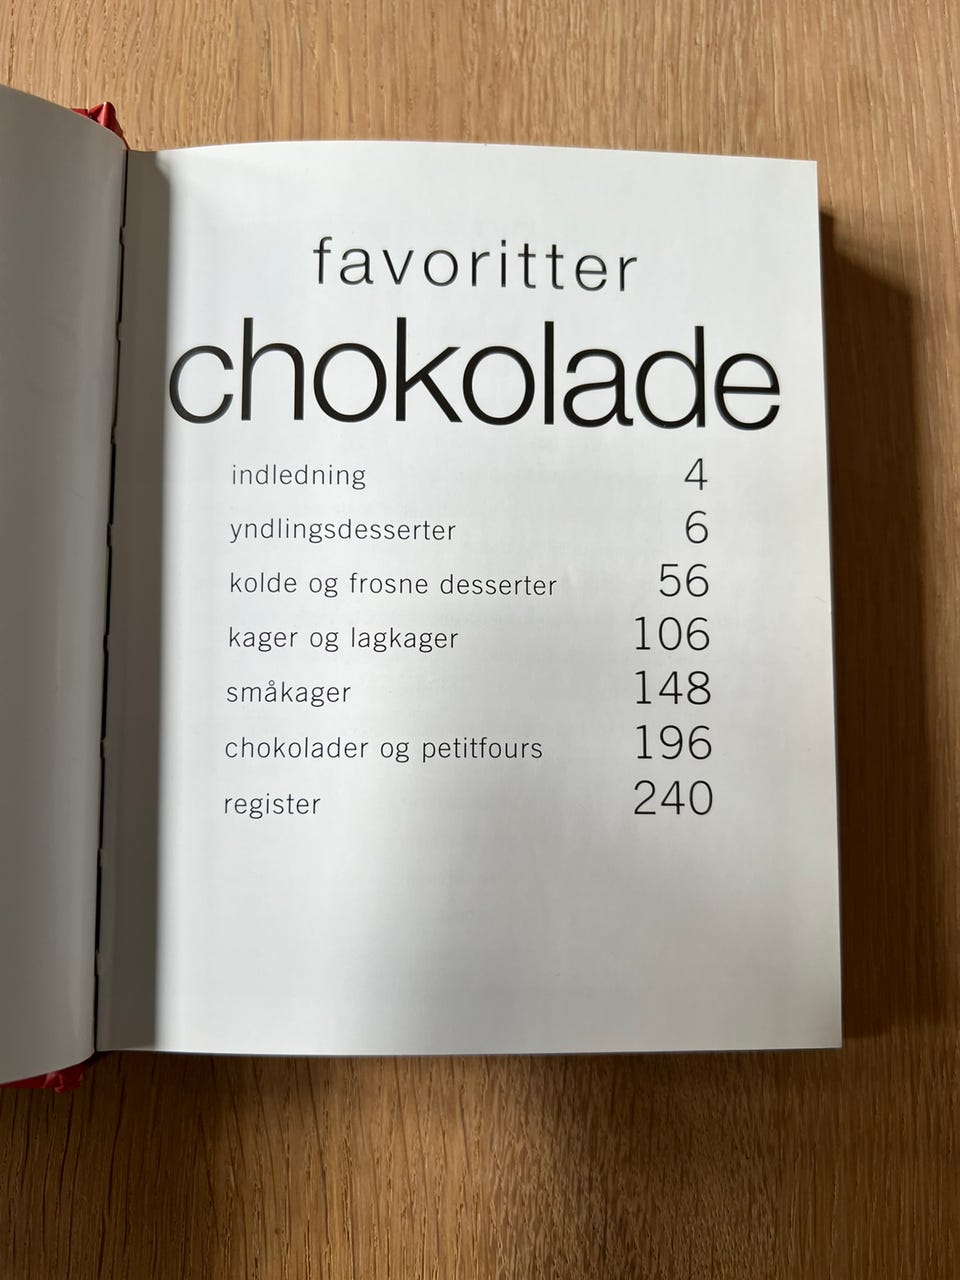 favoritter
chokolade
indledning 4
yndlingsdesserter 6
kolde og frosne desserter 56
kager og lagkager 106
småkager 148
chokolader og petitfours 196
register 240